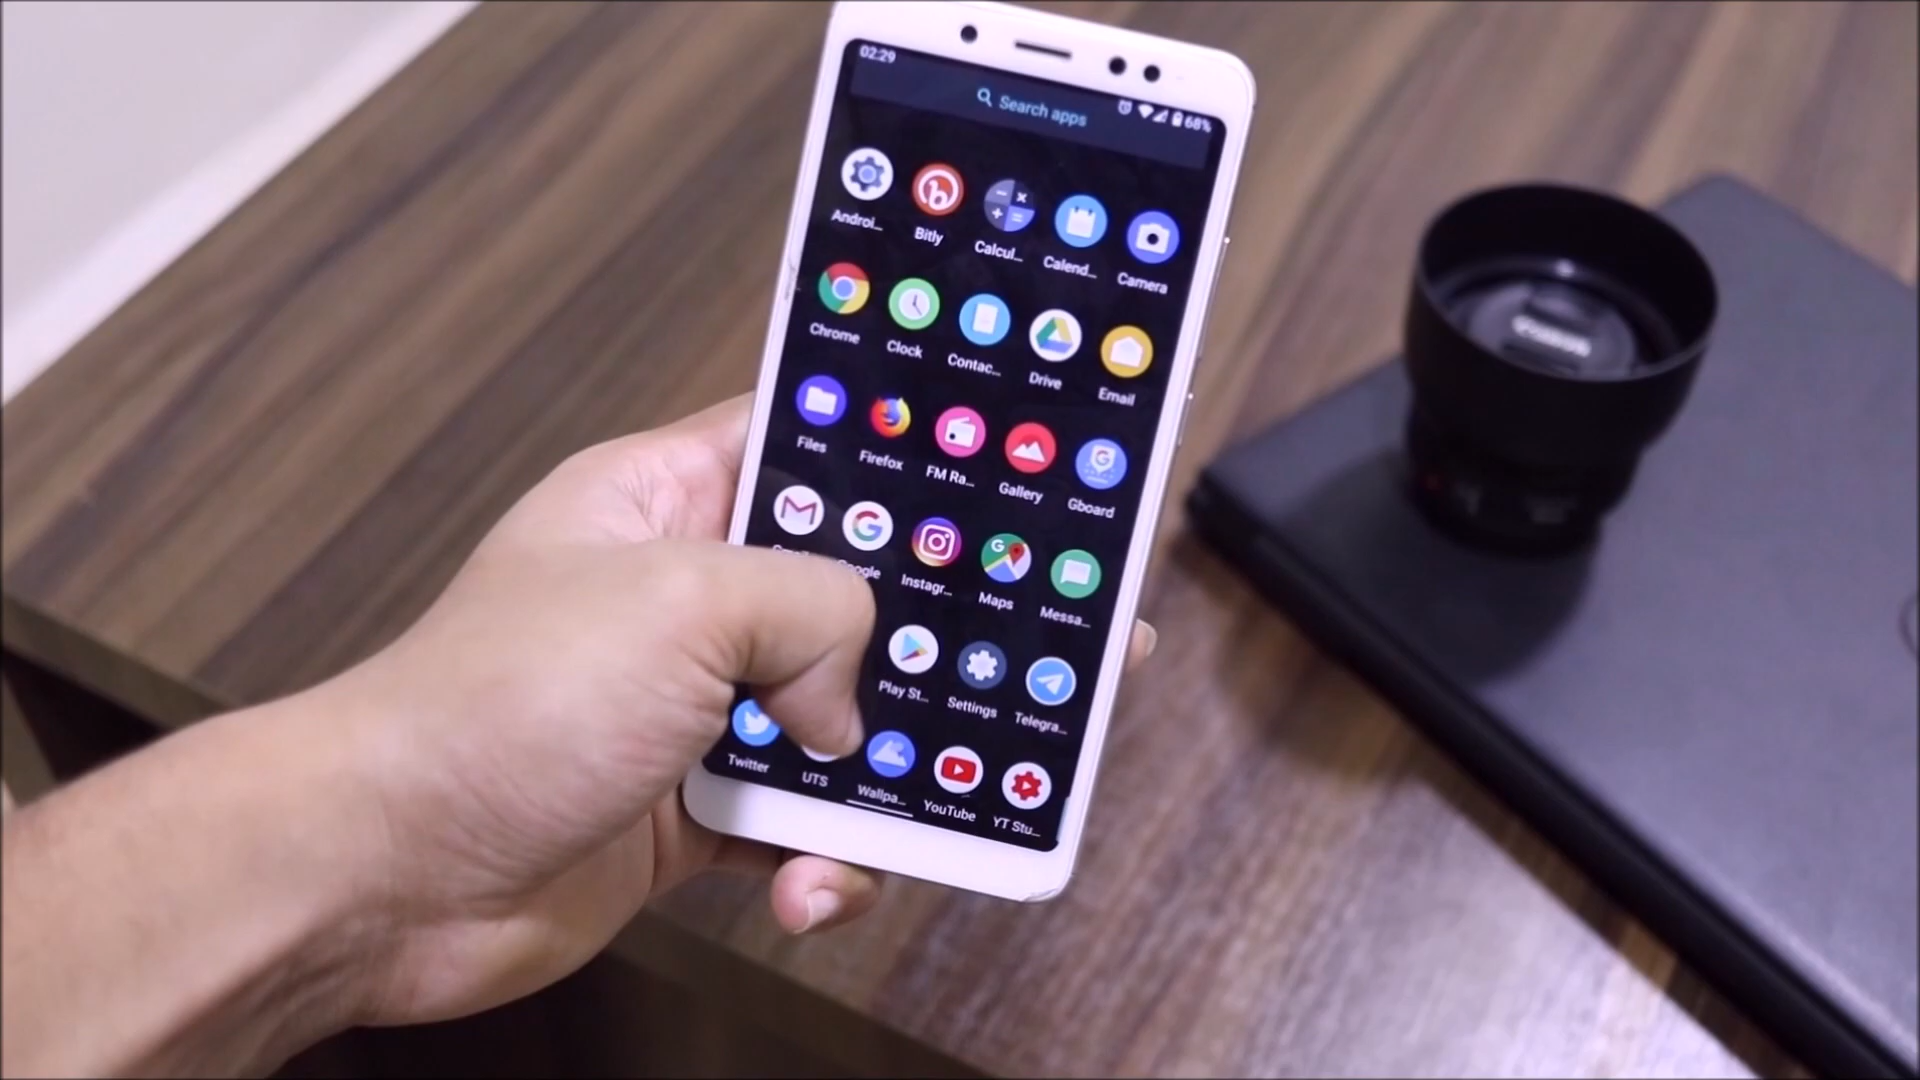 02:29
Search apps
68%
Androi...
Bitly
Calcul...
Calend...
Camera
Chrome
Clock
Contac...
Drive
Email
Files
Firefox
FM Ra...
Gallery
Gboard
Instagr...
Maps
Messa...
Play St...
Settings
Telegra...
Twitter
UTS
Wallpa...
YouTube
YT Stu...
Canon